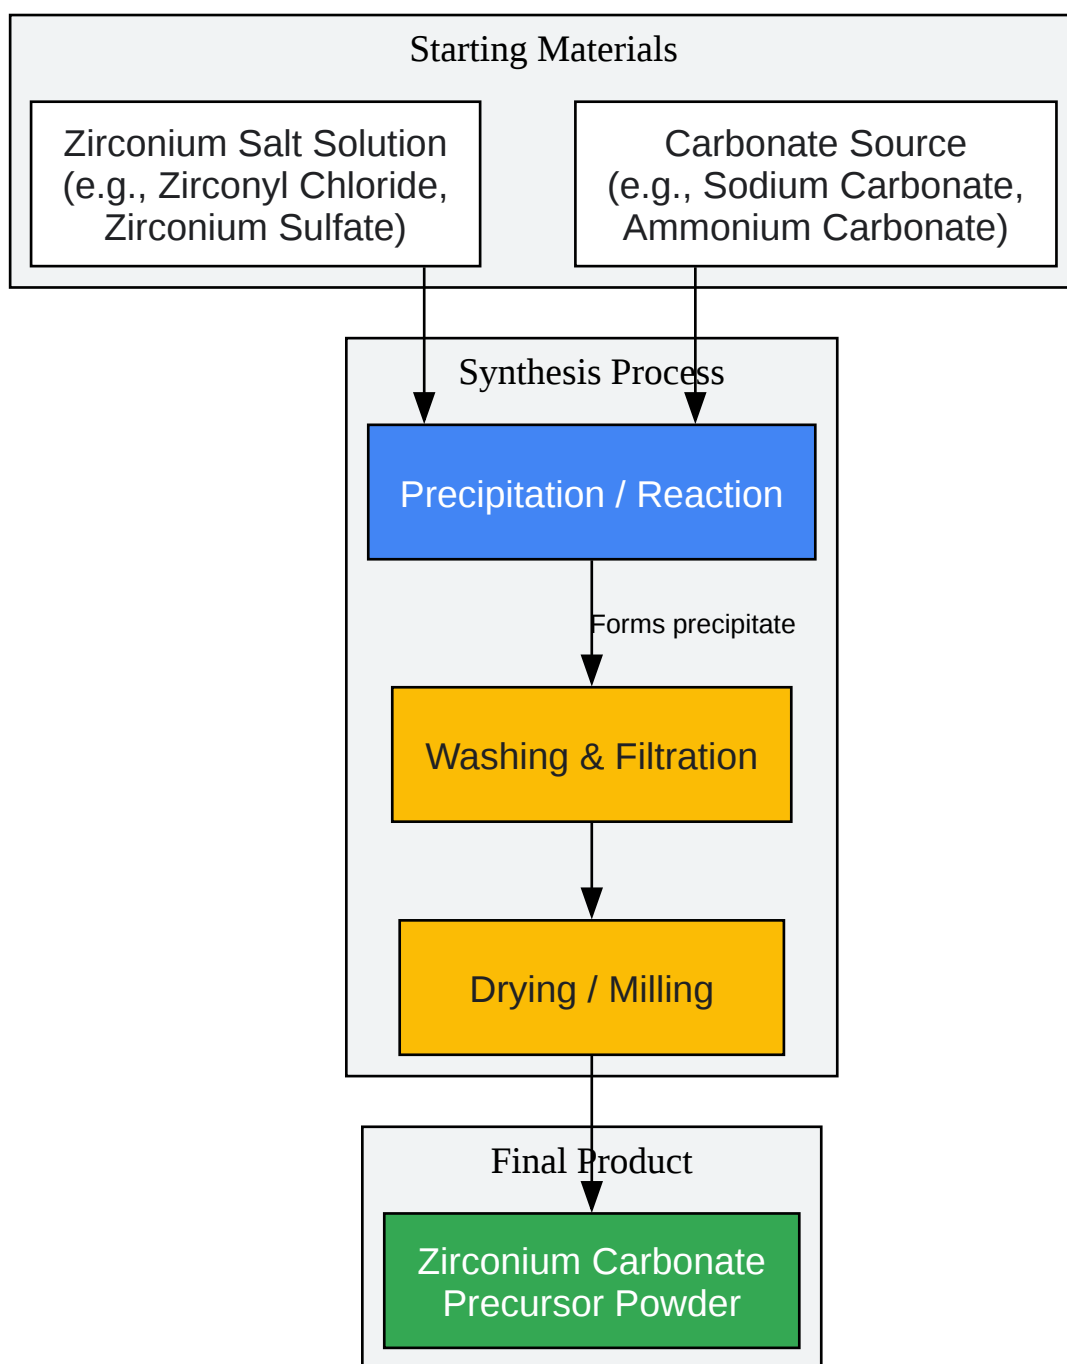 Starting Materials
Zirconium Salt Solution
(e.g., Zirconyl Chloride,
Zirconium Sulfate)
Carbonate Source
(e.g., Sodium Carbonate,
Ammonium Carbonate)
Synthesis Process
Precipitation / Reaction
Forms precipitate
Washing & Filtration
Drying / Milling
Final Product
Zirconium Carbonate
Precursor Powder